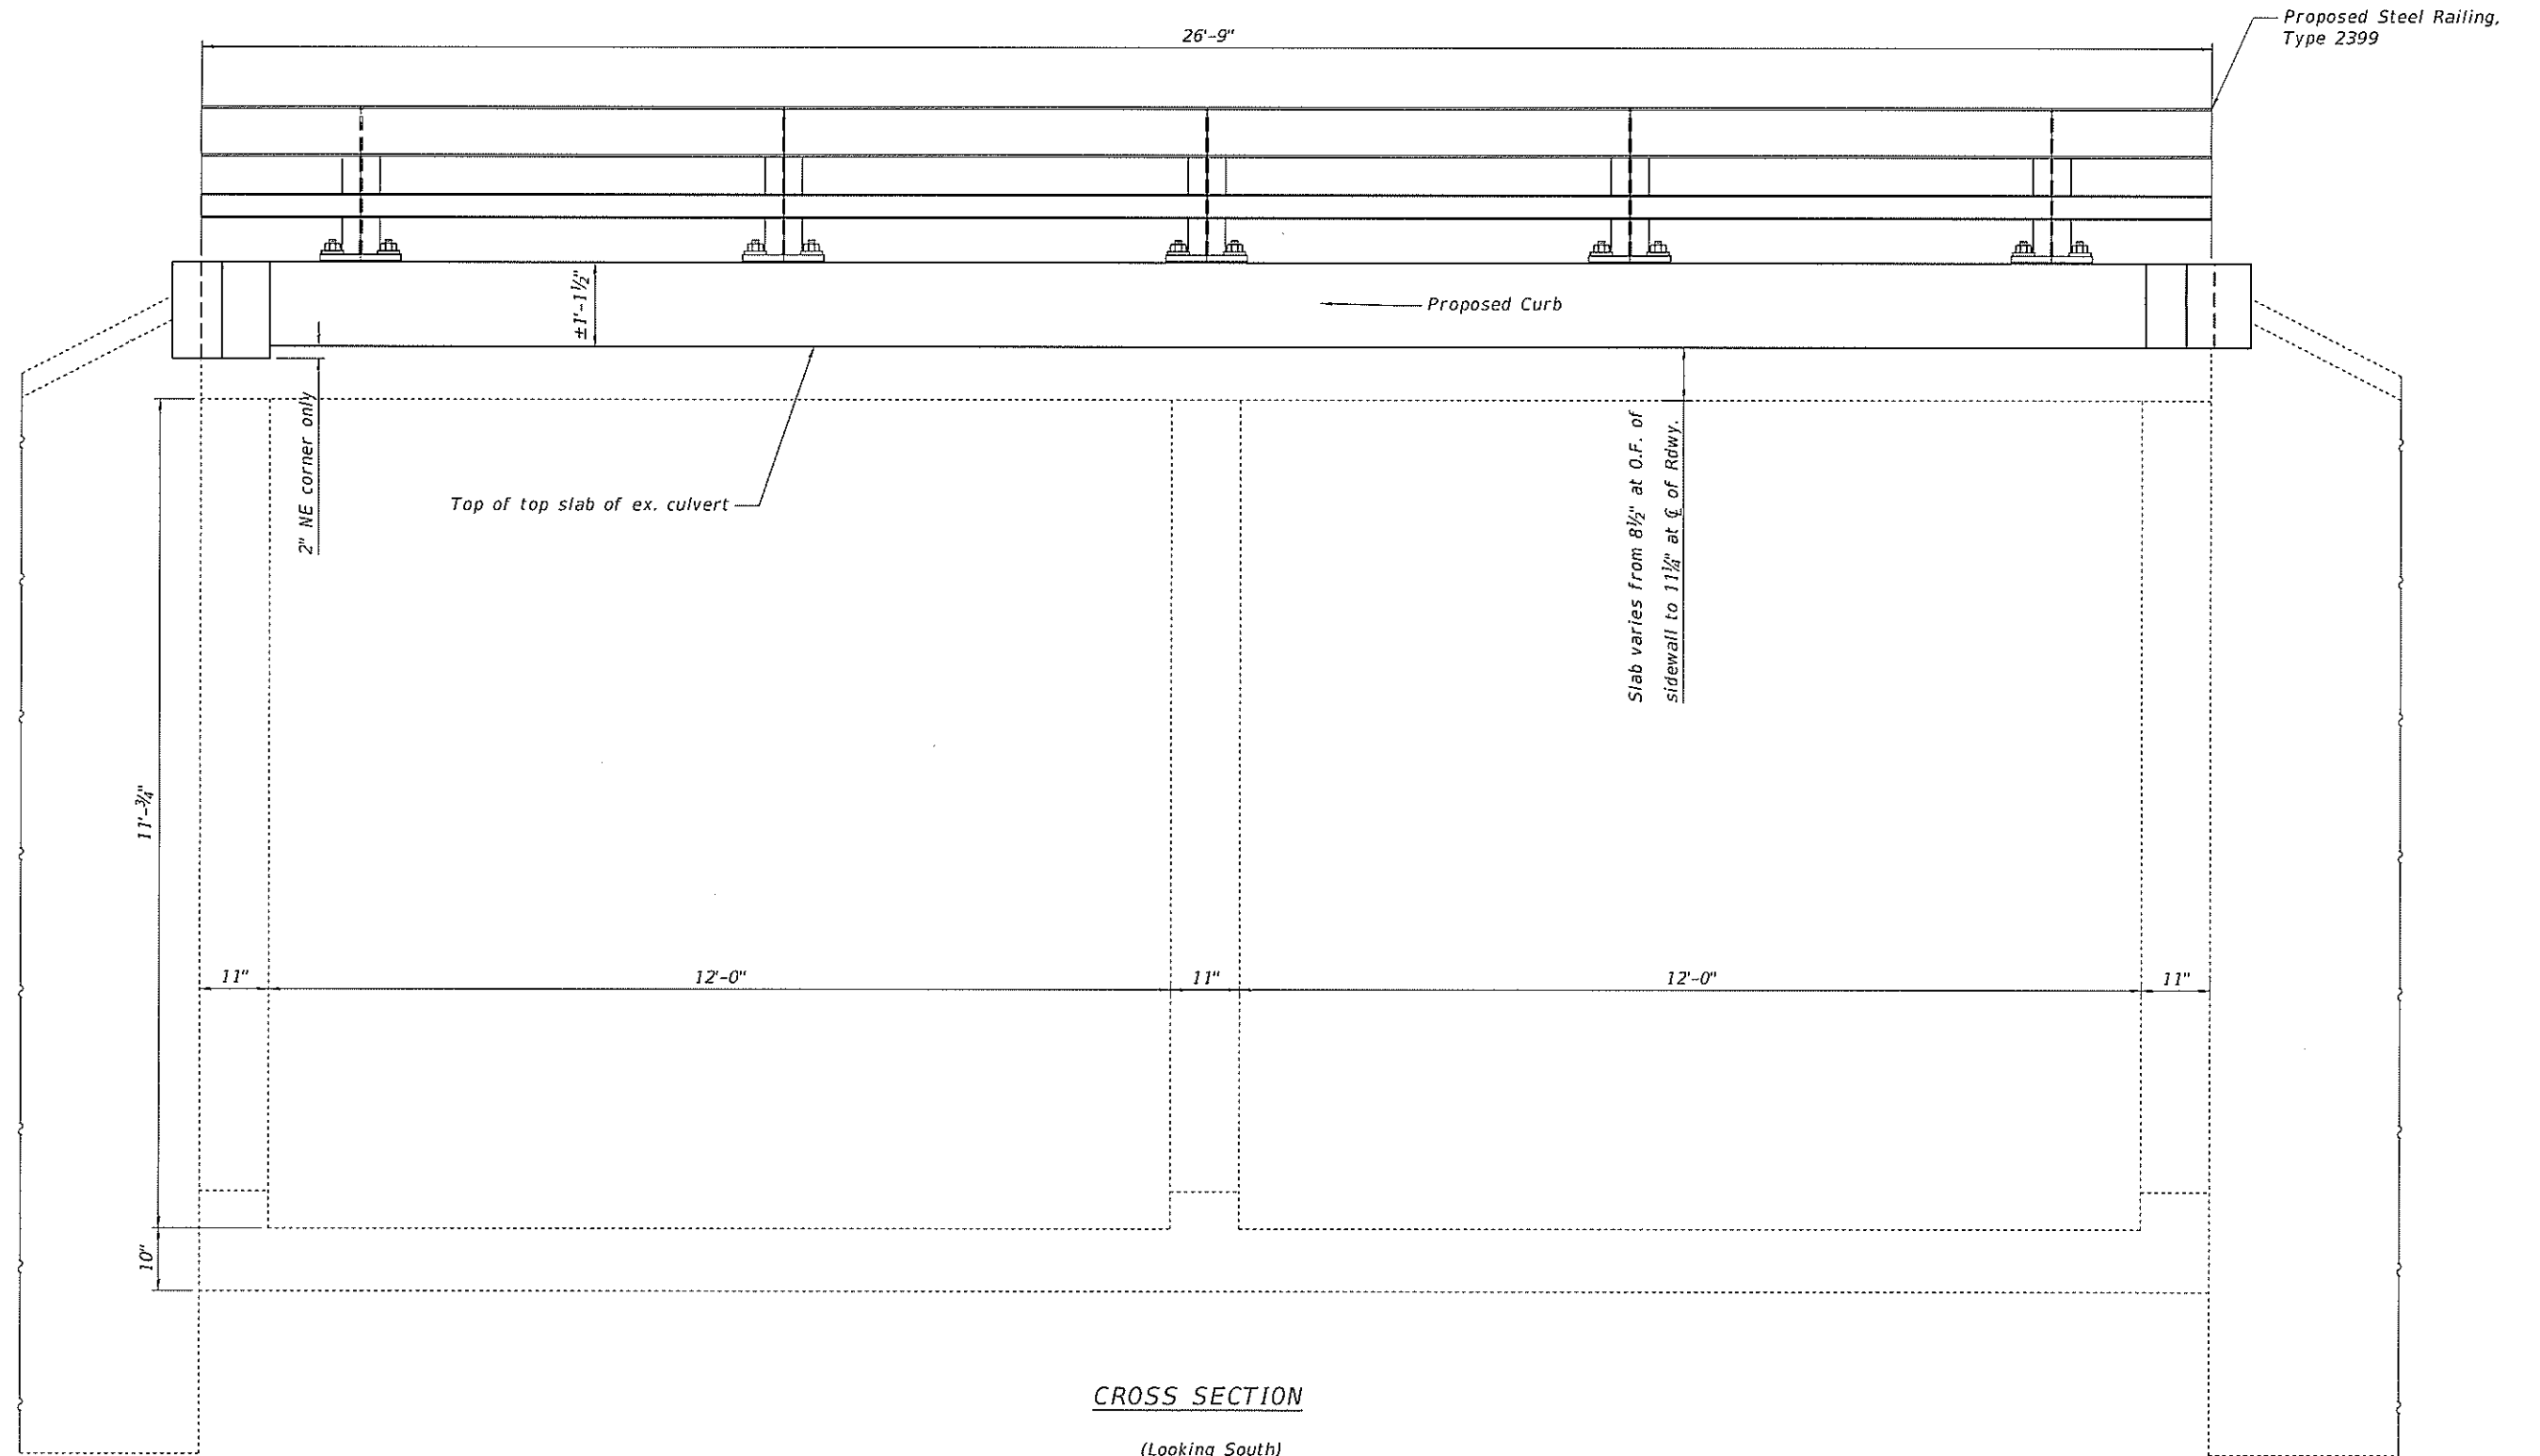 Proposed Steel Railing,
Type 2399
26'-9"
±1'-1½"
Proposed Curb
2" NE corner only
Top of top slab of ex. culvert
Slab varies from 8½" at O.F. of
sidewall to 11¼" at ℄ of Rdwy.
11'-¾"
11"
12'-0"
11"
12'-0"
11"
10"
CROSS SECTION
(Looking South)